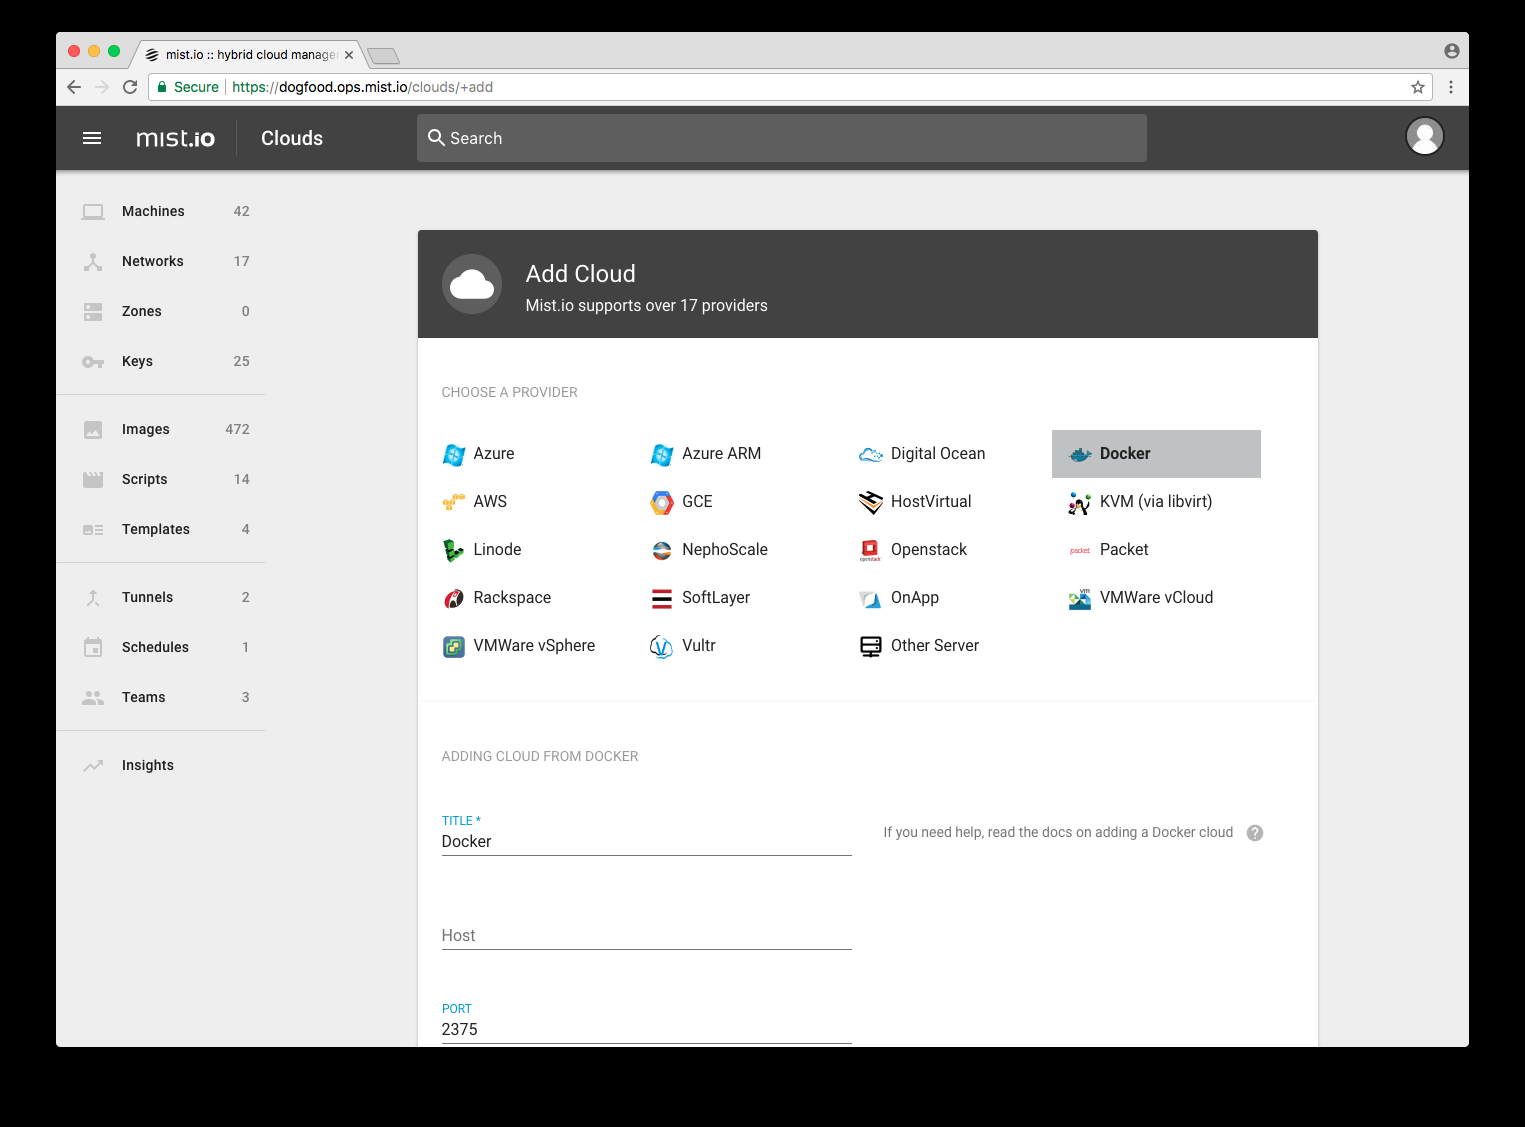 mist.io :: hybrid cloud manage
Secure https://dogfood.ops.mist.io/clouds/+add
mist.io Clouds Search
Machines 42
Networks 17
Zones 0
Keys 25
Images 472
Scripts 14
Templates 4
Tunnels 2
Schedules 1
Teams 3
Insights
Add Cloud
Mist.io supports over 17 providers
CHOOSE A PROVIDER
Azure Azure ARM Digital Ocean Docker
AWS GCE HostVirtual KVM (via libvirt)
Linode NephoScale openstack Openstack packet Packet
Rackspace SoftLayer OnApp vm VMWare vCloud
VMWare vSphere Vultr Other Server
ADDING CLOUD FROM DOCKER
TITLE *
Docker
If you need help, read the docs on adding a Docker cloud ?
Host
PORT
2375